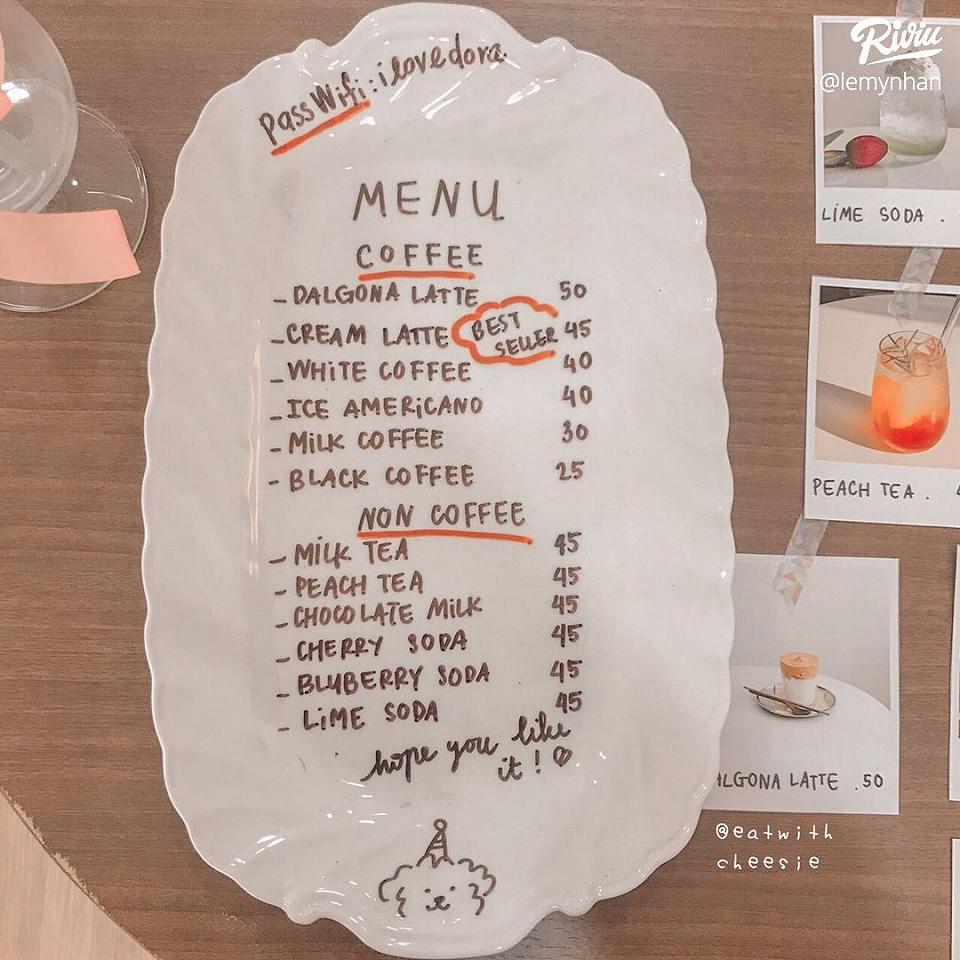 Pass Wifi: ilovedora
MENU
COFFEE
- DALGONA LATTE 50
- CREAM LATTE BEST SELLER 45
- WHITE COFFEE 40
- ICE AMERICANO 40
- MILK COFFEE 30
- BLACK COFFEE 25
NON COFFEE
- MILK TEA 45
- PEACH TEA 45
- CHOCOLATE MILK 45
- CHERRY SODA 45
- BLUBERRY SODA 45
- LIME SODA 45
hope you like
it! ♡
Riviu
@lemynhan
LIME SODA .
PEACH TEA .
ALGONA LATTE .50
@eatwith
cheesie